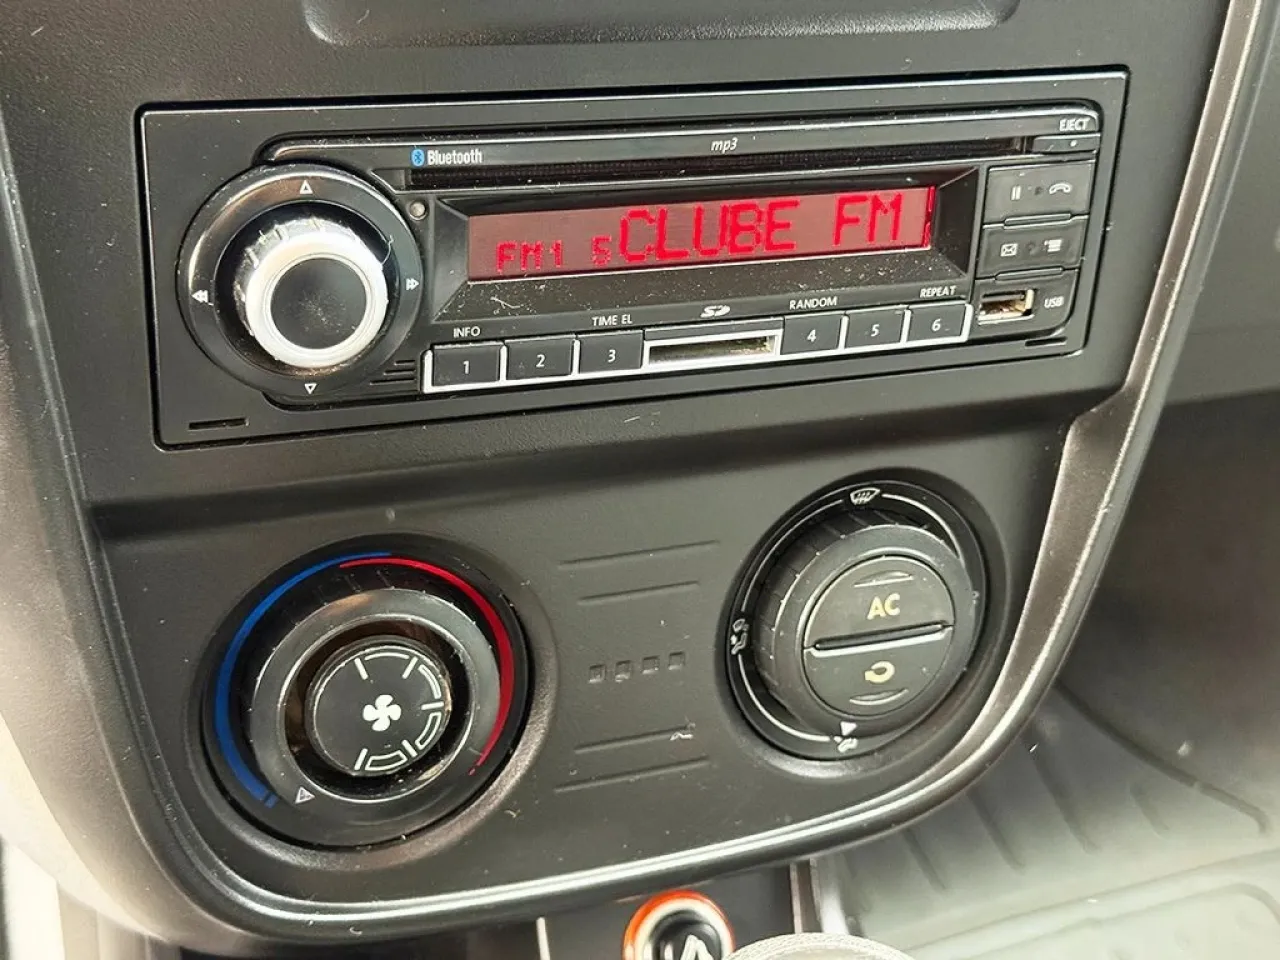 EJECT
mp3
Bluetooth
FM1 5 CLUBE FM
INFO
TIME EL
SD
RANDOM
REPEAT
USB
1 2 3 4 5 6
AC